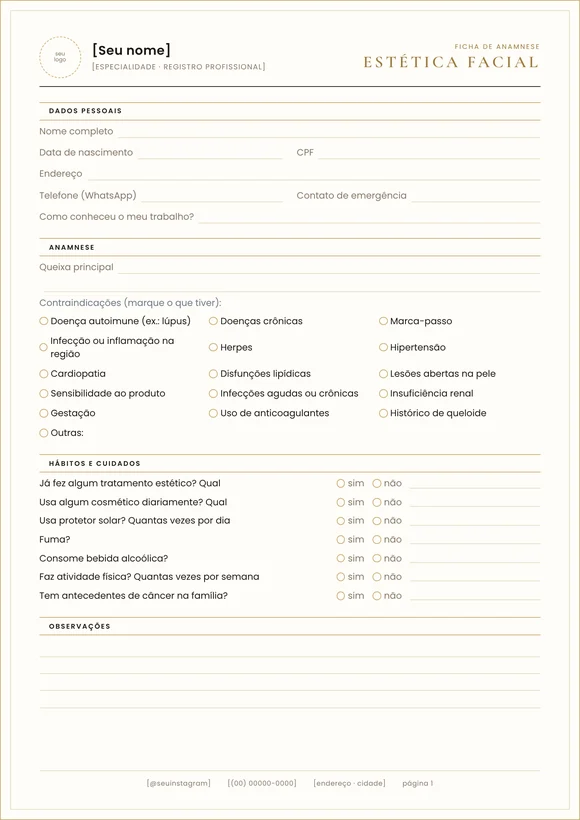 seu
logo
[Seu nome]
[ESPECIALIDADE · REGISTRO PROFISSIONAL]
FICHA DE ANAMNESE
ESTÉTICA FACIAL
DADOS PESSOAIS
Nome completo
Data de nascimento CPF
Endereço
Telefone (WhatsApp) Contato de emergência
Como conheceu o meu trabalho?
ANAMNESE
Queixa principal
Contraindicações (marque o que tiver):
Doença autoimune (ex.: lúpus) Doenças crônicas Marca-passo
Infecção ou inflamação na
região Herpes Hipertensão
Cardiopatia Disfunções lipídicas Lesões abertas na pele
Sensibilidade ao produto Infecções agudas ou crônicas Insuficiência renal
Gestação Uso de anticoagulantes Histórico de queloide
Outras:
HÁBITOS E CUIDADOS
Já fez algum tratamento estético? Qual sim não
Usa algum cosmético diariamente? Qual sim não
Usa protetor solar? Quantas vezes por dia sim não
Fuma? sim não
Consome bebida alcoólica? sim não
Faz atividade física? Quantas vezes por semana sim não
Tem antecedentes de câncer na família? sim não
OBSERVAÇÕES
[@seuinstagram] [(00) 00000-0000] [endereço · cidade] página 1